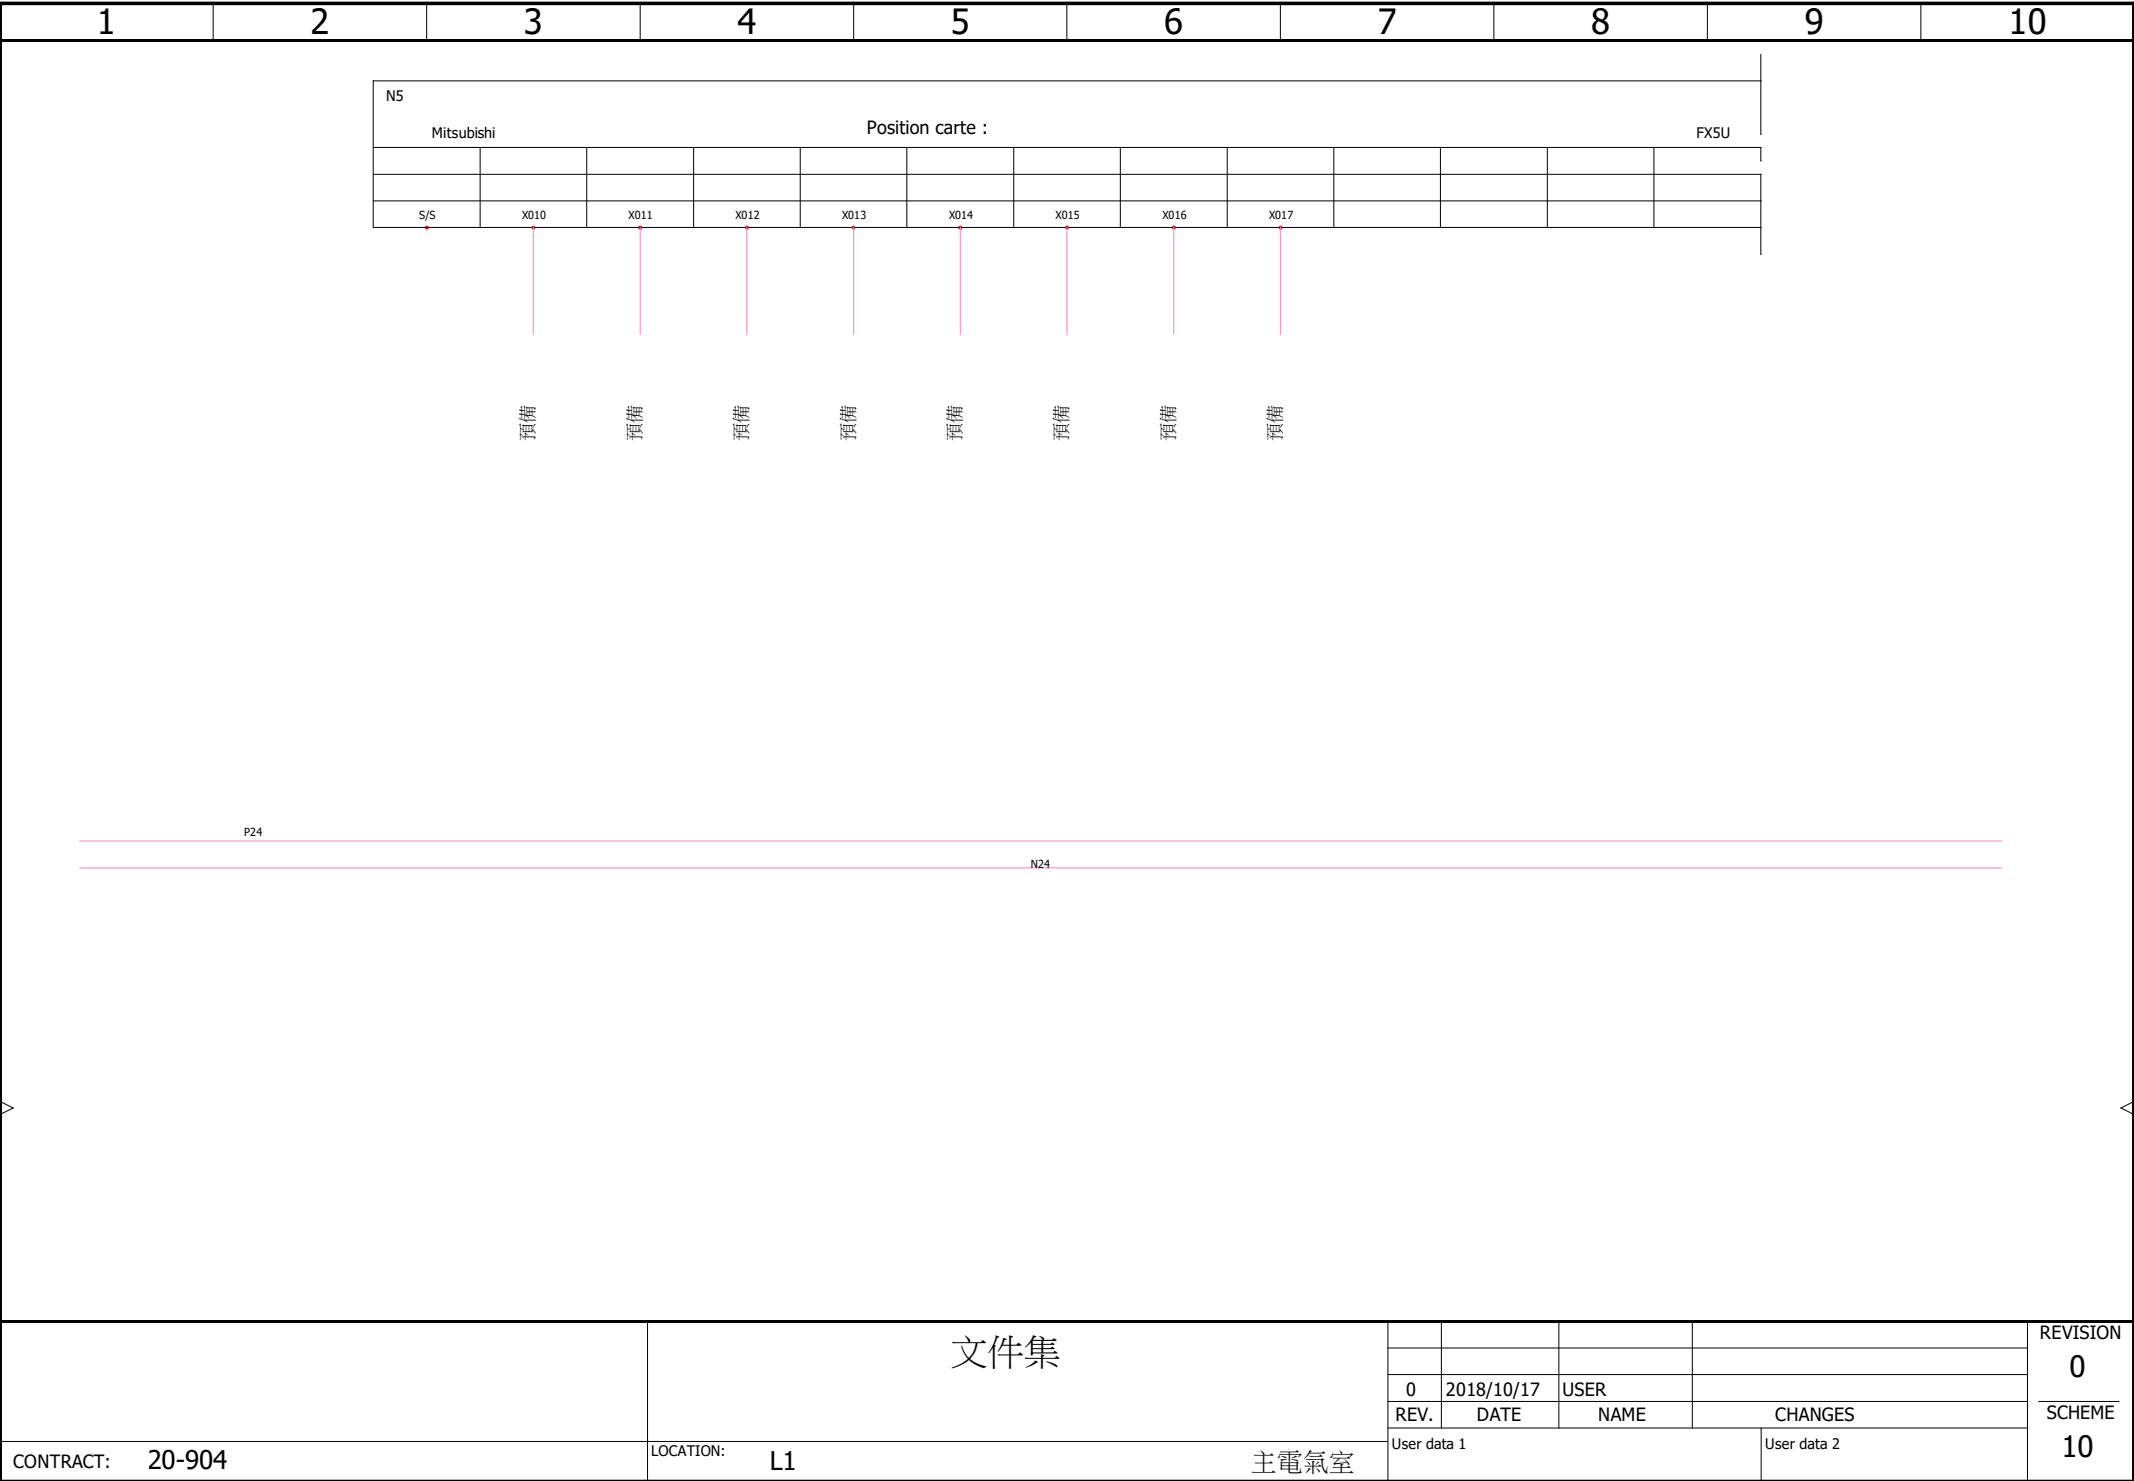 1 2 3 4 5 6 7 8 9 10
N5
Mitsubishi Position carte : FX5U
S/S X010 X011 X012 X013 X014 X015 X016 X017
預備 預備 預備 預備 預備 預備 預備 預備
P24
N24
文件集
REVISION
0
0 2018/10/17 USER
REV. DATE NAME CHANGES
SCHEME
10
CONTRACT: 20-904
LOCATION: L1 主電氣室
User data 1
User data 2